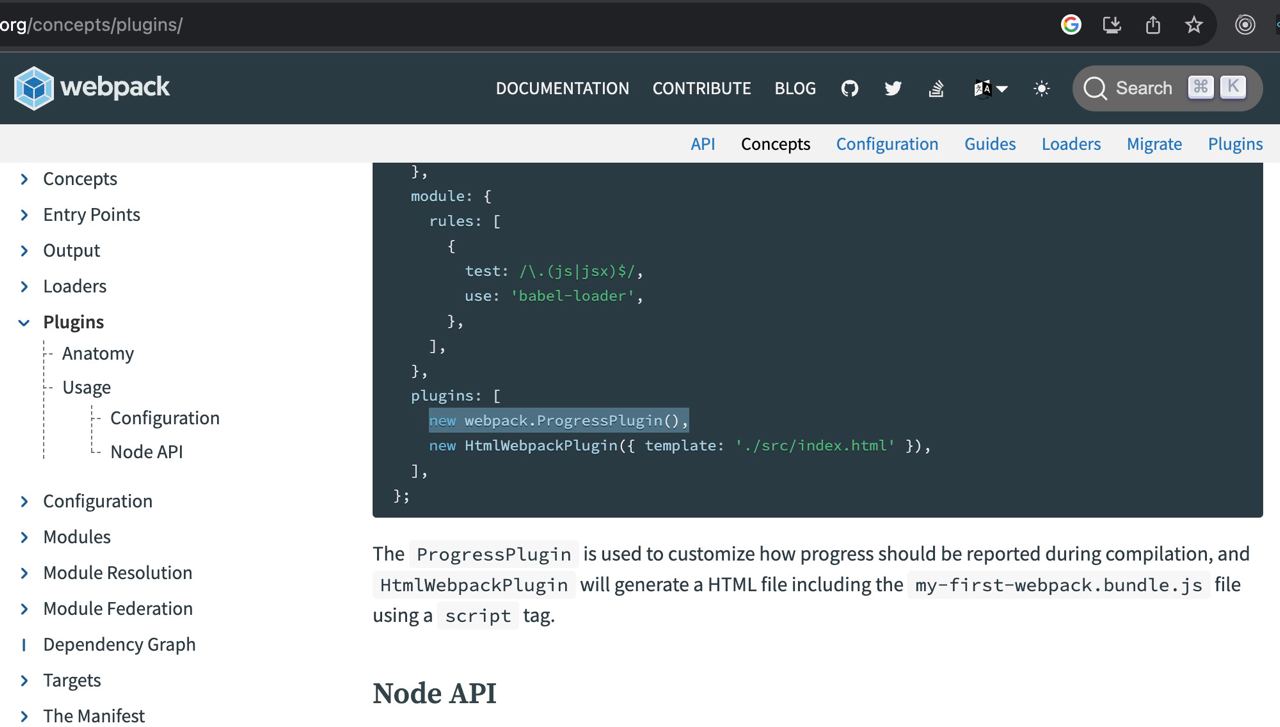 org/concepts/plugins/
webpack
DOCUMENTATION CONTRIBUTE BLOG Search ⌘ K
API Concepts Configuration Guides Loaders Migrate Plugins
Concepts
Entry Points
Output
Loaders
Plugins
Anatomy
Usage
Configuration
Node API
Configuration
Modules
Module Resolution
Module Federation
Dependency Graph
Targets
The Manifest
},
module: {
rules: [
{
test: /\.(js|jsx)$/,
use: 'babel-loader',
},
],
},
plugins: [
new webpack.ProgressPlugin(),
new HtmlWebpackPlugin({ template: './src/index.html' }),
],
};
The ProgressPlugin is used to customize how progress should be reported during compilation, and
HtmlWebpackPlugin will generate a HTML file including the my-first-webpack.bundle.js file
using a script tag.
Node API